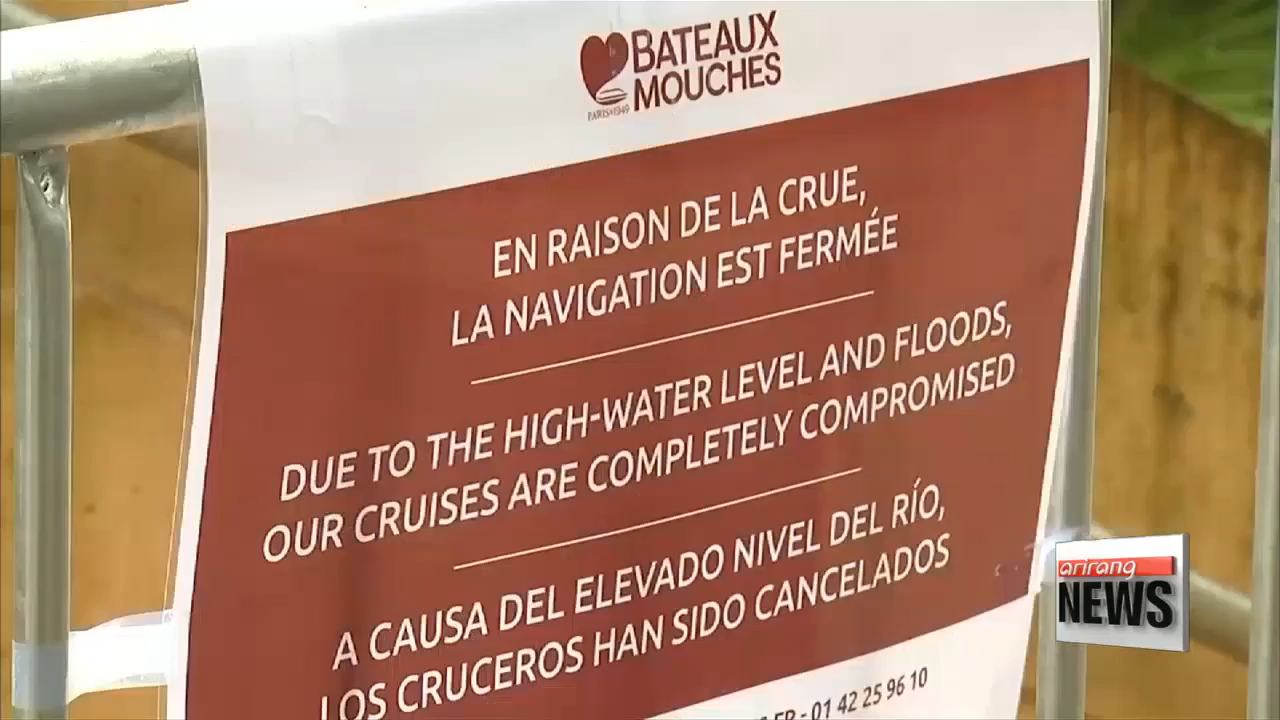 BATEAUX
MOUCHES
PARIS 1949
EN RAISON DE LA CRUE,
LA NAVIGATION EST FERMÉE
DUE TO THE HIGH-WATER LEVEL AND FLOODS,
OUR CRUISES ARE COMPLETELY COMPROMISED
A CAUSA DEL ELEVADO NIVEL DEL RÍO,
LOS CRUCEROS HAN SIDO CANCELADOS
- 01 42 25 96 10
arirang
NEWS